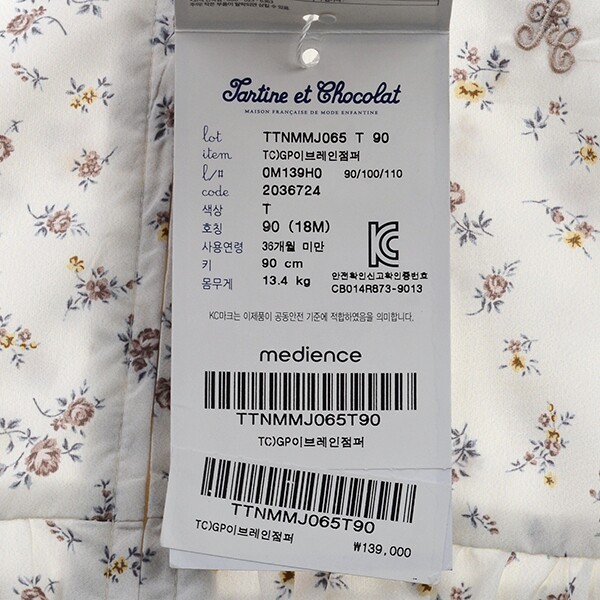 Tartine et Chocolat
MAISON FRANÇAISE DE MODE ENFANTINE
lot TTNMMJ065 T 90
item TC)GP이브레인점퍼
l/# 0M139H0 90/100/110
code 2036724
색상 T
호칭 90 (18M)
사용연령 36개월 미만
키 90 cm
몸무게 13.4 kg
안전확인신고확인증번호
CB014R873-9013
KC마크는 이제품이 공동안전 기준에 적합하였음을 의미합니다.
medience
TTNMMJ065T90
TC)GP이브레인점퍼
TTNMMJ065T90
TC)GP이브레인점퍼
₩139,000